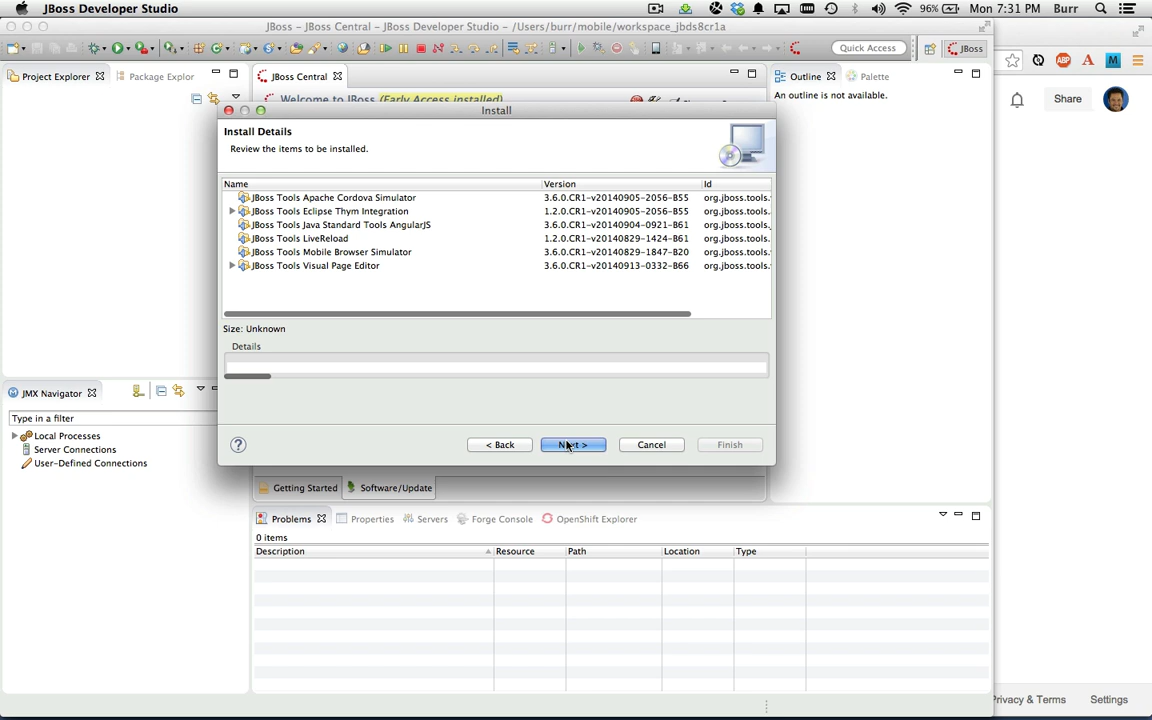 JBoss Developer Studio
96%
Mon 7:31 PM
Burr
JBoss – JBoss Central – JBoss Developer Studio – /Users/burr/mobile/workspace_jbds8cr1a
Quick Access
JBoss
ABP
A
M
Project Explorer
Package Explor
JBoss Central
Outline
Palette
Welcome to JBoss (Early Access installed)
An outline is not available.
Share
Install
Install Details
Review the items to be installed.
Name
Version
Id
JBoss Tools Apache Cordova Simulator
3.6.0.CR1-v20140905-2056-B55
org.jboss.tools.
JBoss Tools Eclipse Thym Integration
1.2.0.CR1-v20140905-2056-B55
org.jboss.tools.
JBoss Tools Java Standard Tools AngularJS
3.6.0.CR1-v20140904-0921-B61
org.jboss.tools.
JBoss Tools LiveReload
1.2.0.CR1-v20140829-1424-B61
org.jboss.tools.
JBoss Tools Mobile Browser Simulator
3.6.0.CR1-v20140829-1847-B20
org.jboss.tools.
JBoss Tools Visual Page Editor
3.6.0.CR1-v20140913-0332-B66
org.jboss.tools.
Size: Unknown
Details
?
< Back
Next >
Cancel
Finish
JMX Navigator
Type in a filter
Local Processes
Server Connections
User-Defined Connections
Getting Started
Software/Update
Problems
Properties
Servers
Forge Console
OpenShift Explorer
0 items
Description
Resource
Path
Location
Type
Privacy & Terms
Settings